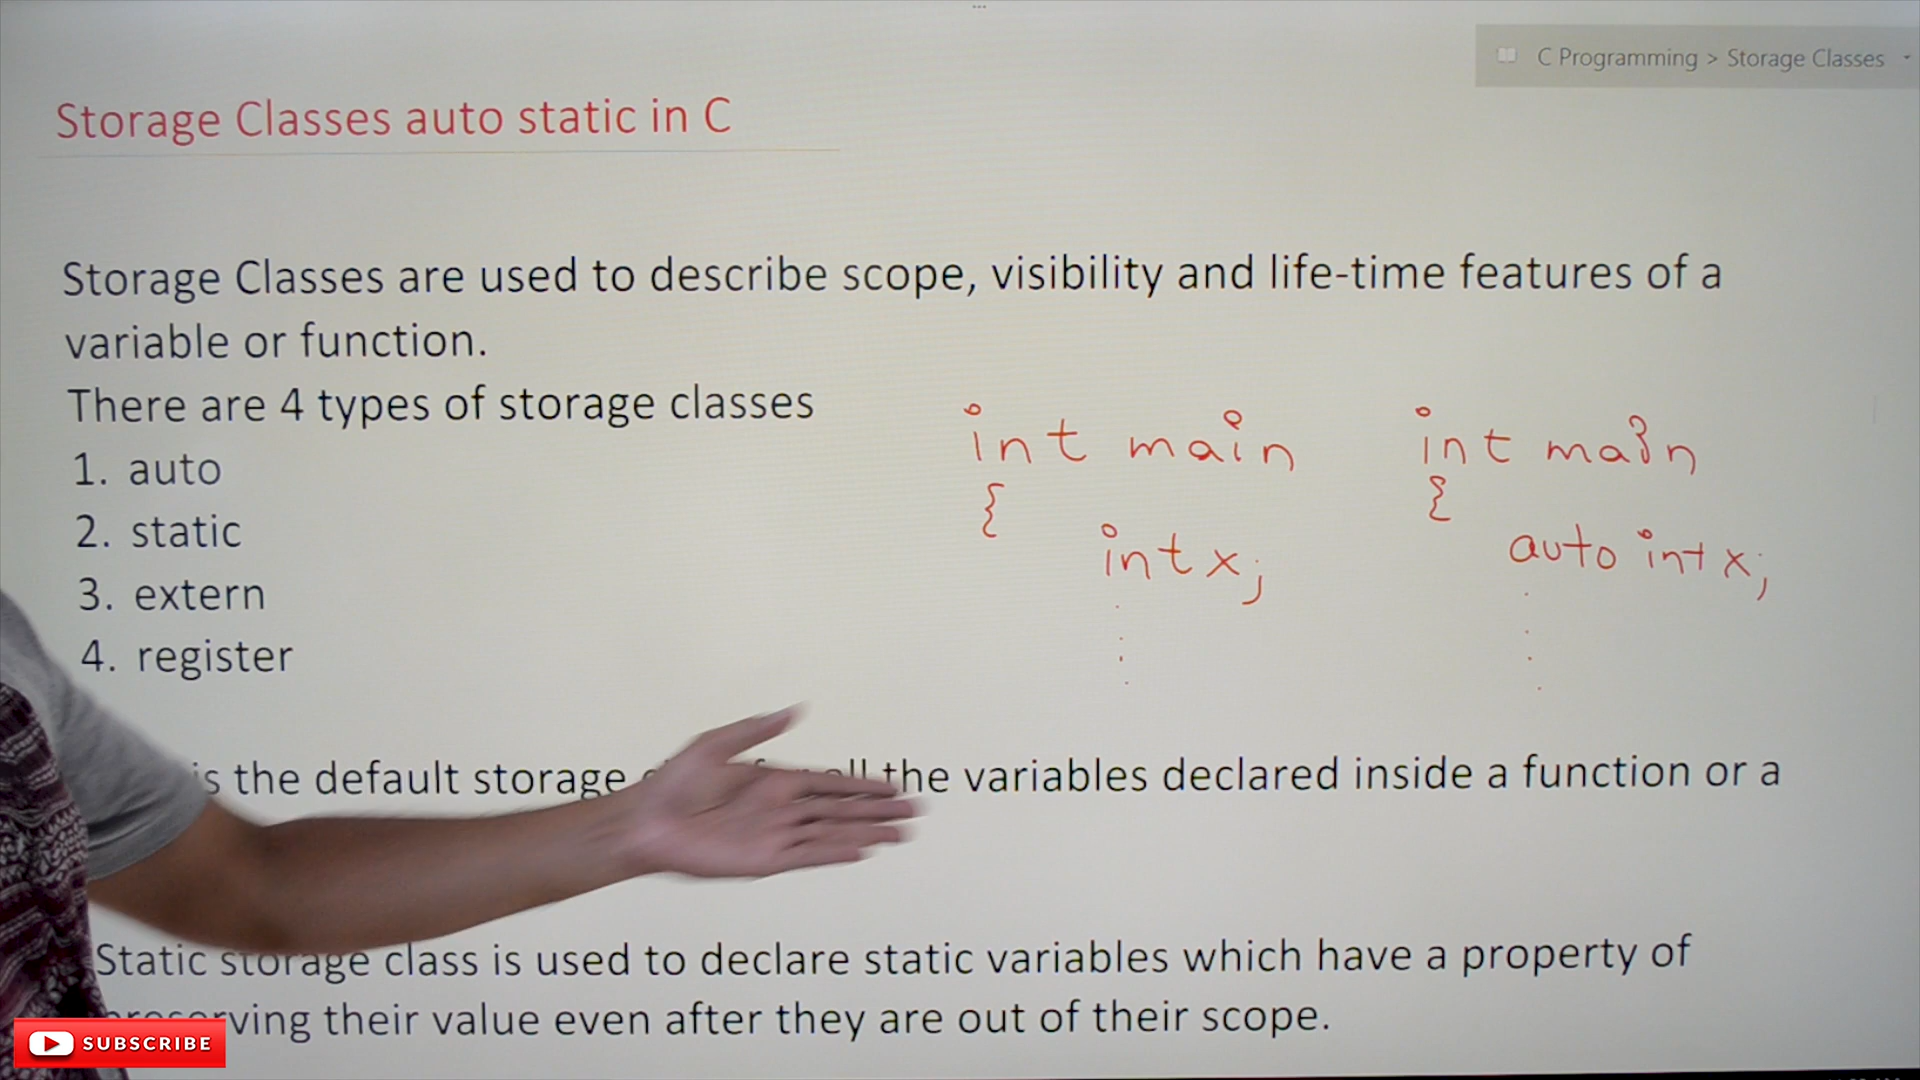 C Programming > Storage Classes
Storage Classes auto static in C
Storage Classes are used to describe scope, visibility and life-time features of a
variable or function.
There are 4 types of storage classes
1. auto
2. static
3. extern
4. register
int main
{
int x;
int main
{
auto int x;
is the default storage all the variables declared inside a function or a
Static storage class is used to declare static variables which have a property of
their value even after they are out of their scope.
SUBSCRIBE